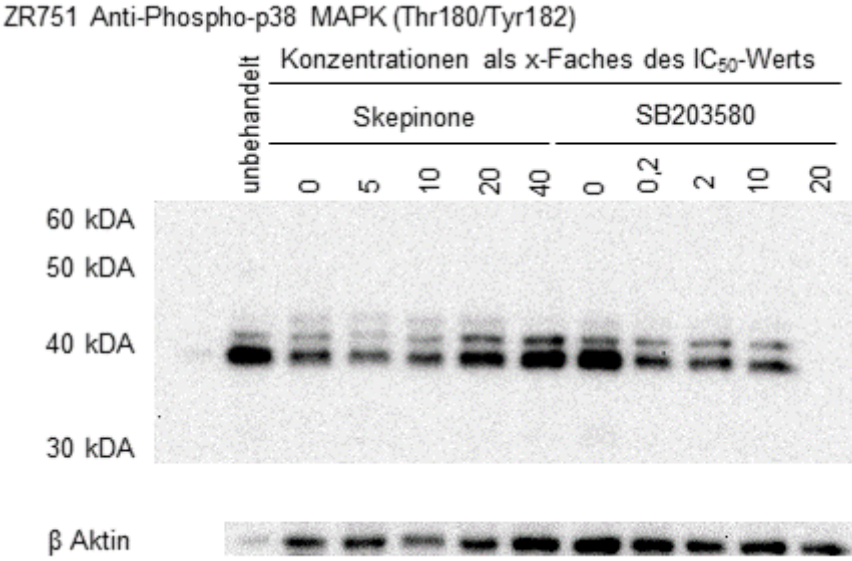 ZR751 Anti-Phospho-p38 MAPK (Thr180/Tyr182)
Konzentrationen als x-Faches des IC50-Werts
unbehandelt
Skepinone SB203580
0 5 10 20 40 0 0,2 2 10 20
60 kDA
50 kDA
40 kDA
30 kDA
β Aktin